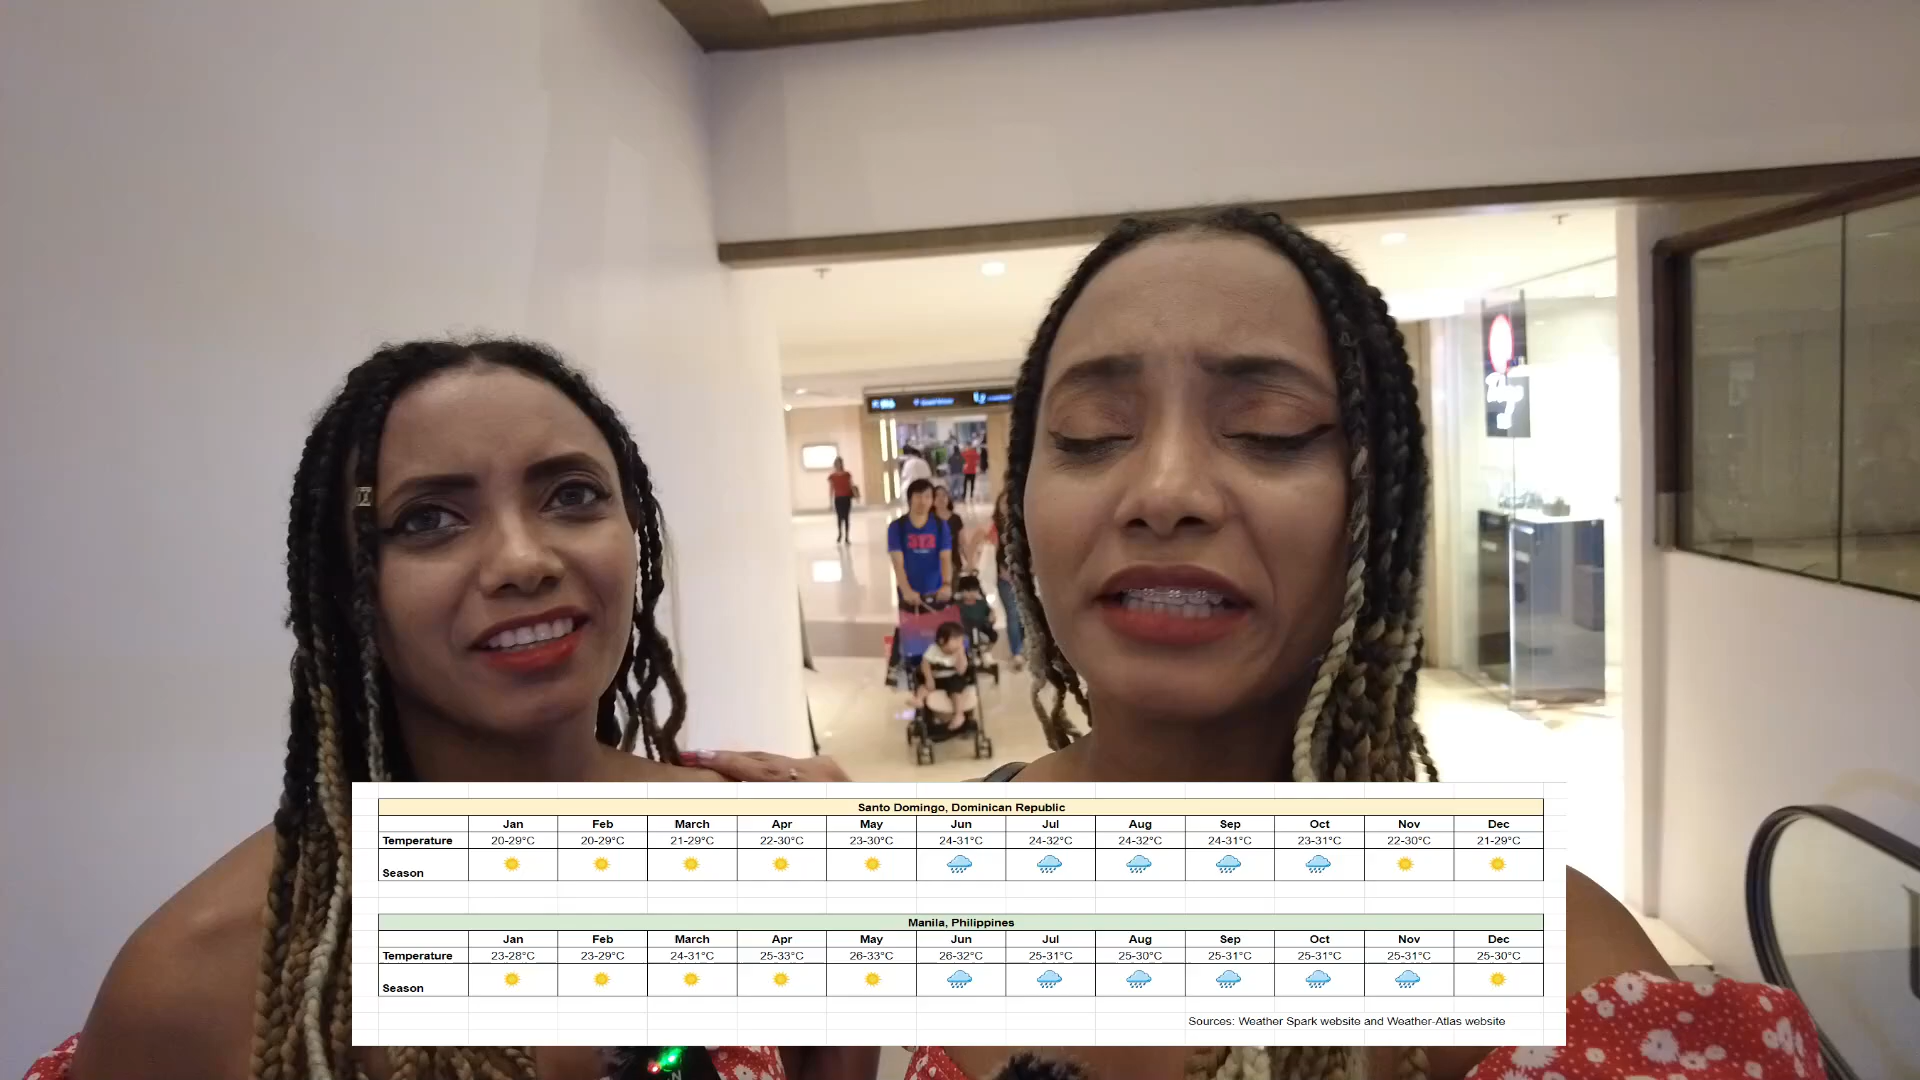 Santo Domingo, Dominican Republic
Jan Feb March Apr May Jun Jul Aug Sep Oct Nov Dec
Temperature 20-29°C 20-29°C 21-29°C 22-30°C 23-30°C 24-31°C 24-32°C 24-32°C 24-31°C 23-31°C 22-30°C 21-29°C
Season
Manila, Philippines
Jan Feb March Apr May Jun Jul Aug Sep Oct Nov Dec
Temperature 23-28°C 23-29°C 24-31°C 25-33°C 26-33°C 26-32°C 25-31°C 25-30°C 25-31°C 25-31°C 25-31°C 25-30°C
Season
Sources: Weather Spark website and Weather-Atlas website